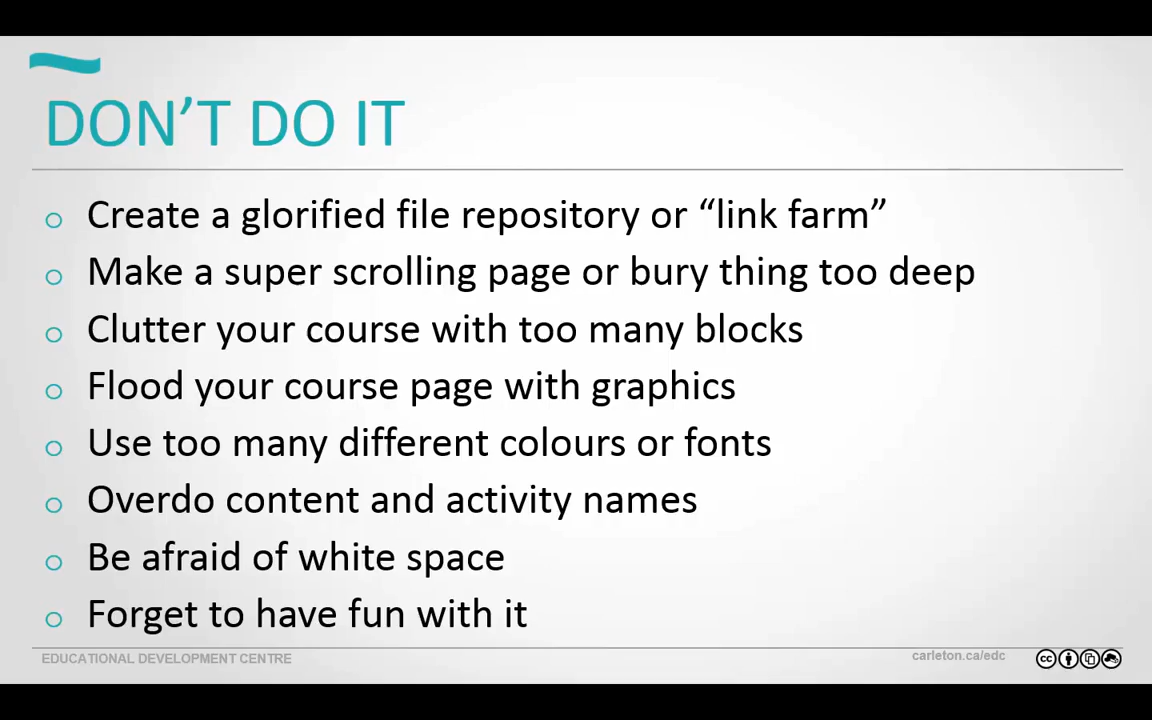 DON’T DO IT
Create a glorified file repository or “link farm”
Make a super scrolling page or bury thing too deep
Clutter your course with too many blocks
Flood your course page with graphics
Use too many different colours or fonts
Overdo content and activity names
Be afraid of white space
Forget to have fun with it
EDUCATIONAL DEVELOPMENT CENTRE
carleton.ca/edc
cc